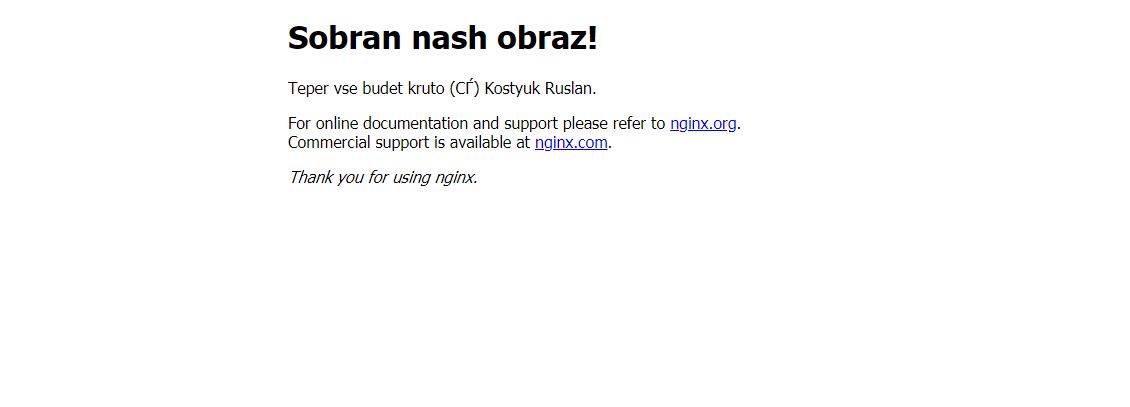 Sobran nash obraz!
Teper vse budet kruto (СЃ) Kostyuk Ruslan.
For online documentation and support please refer to nginx.org.
Commercial support is available at nginx.com.
Thank you for using nginx.